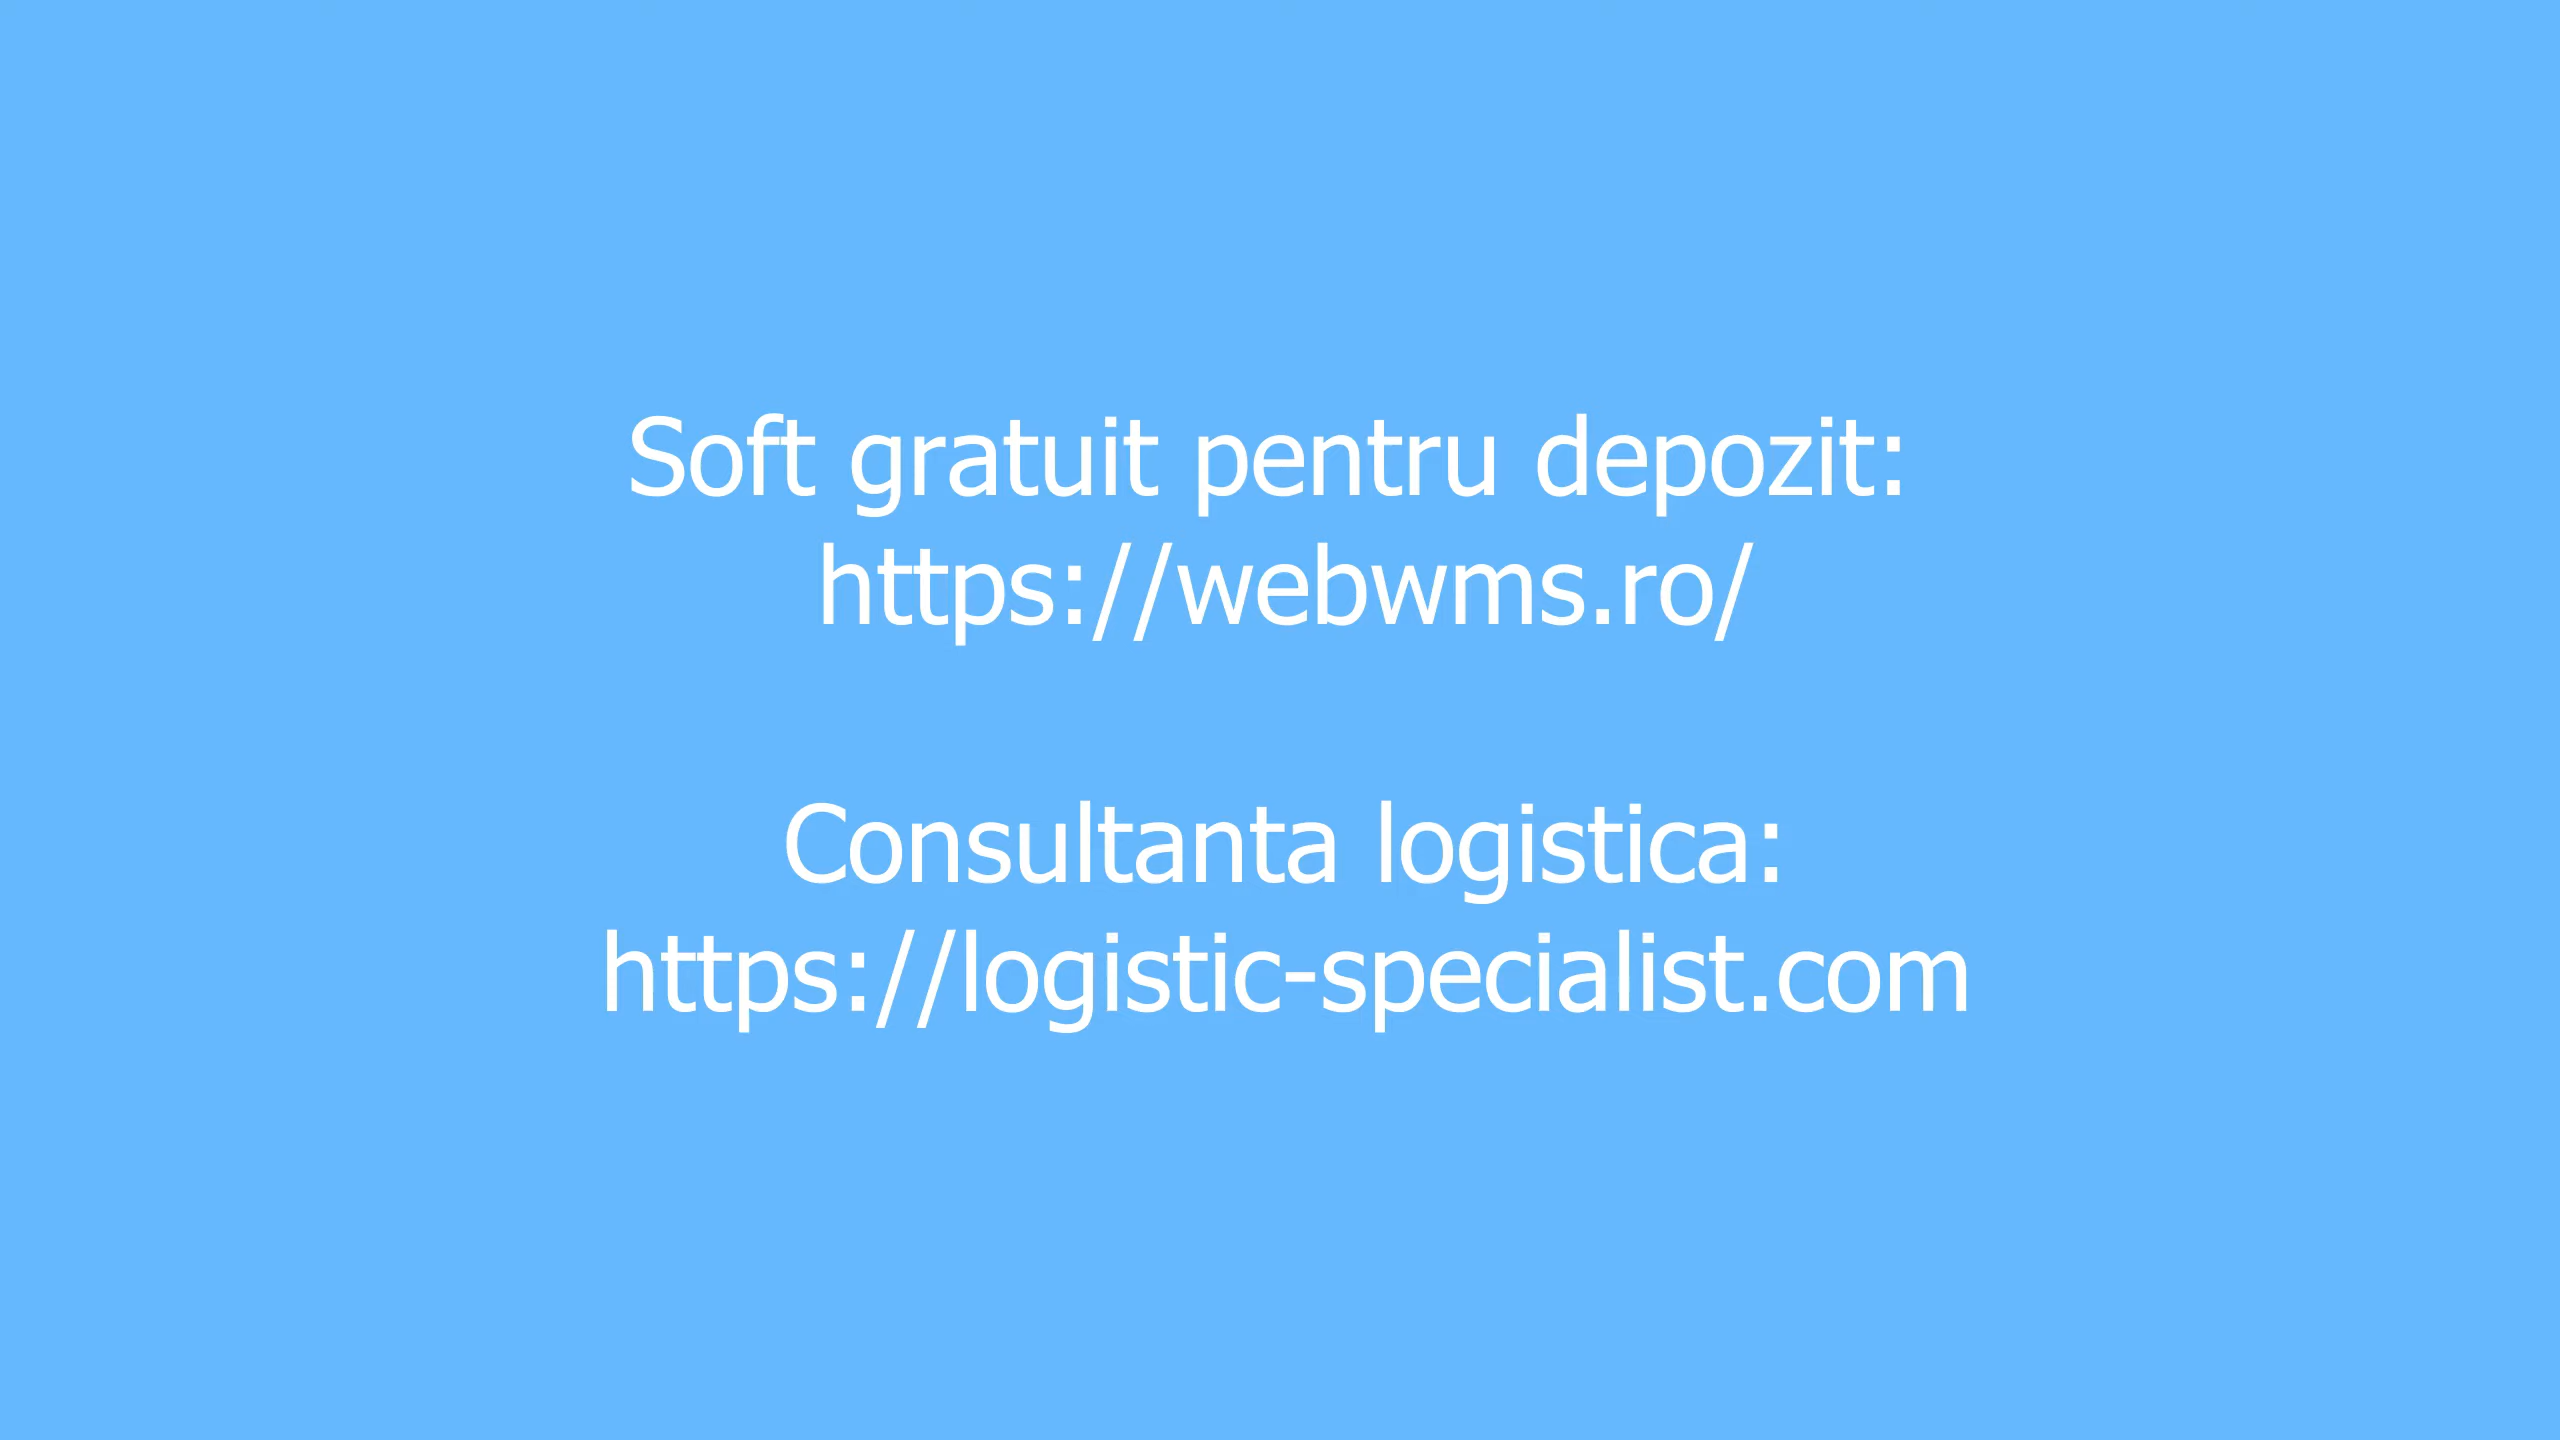 Soft gratuit pentru depozit:
https://webwms.ro/
Consultanta logistica:
https://logistic-specialist.com